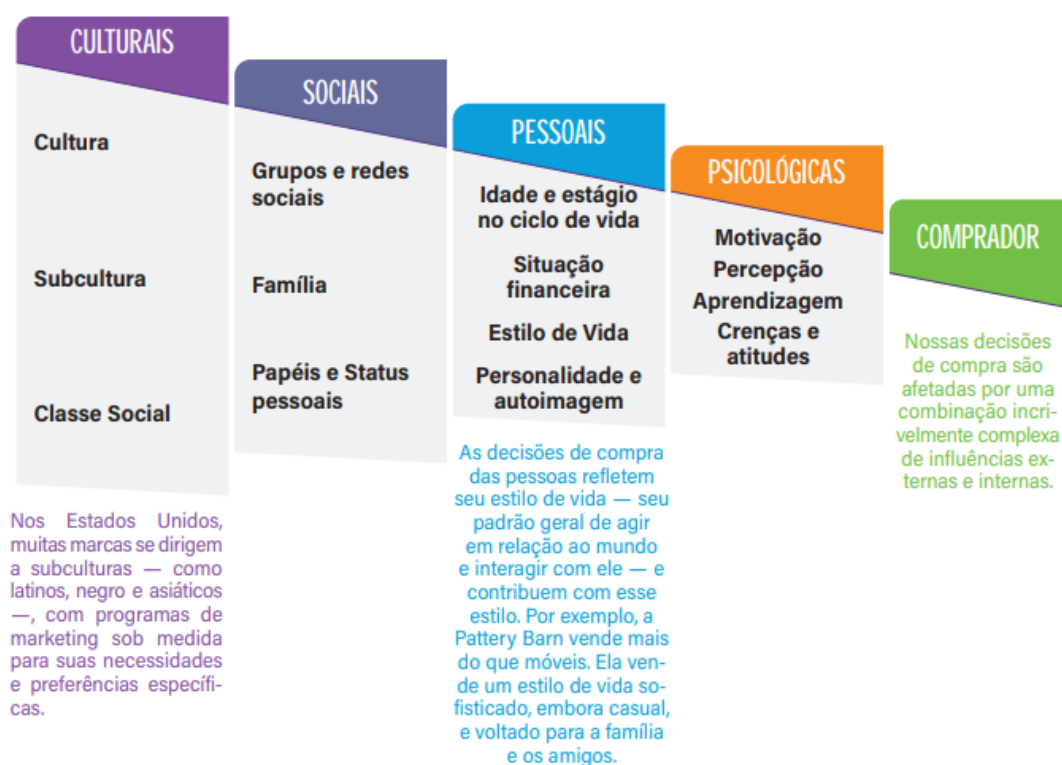 CULTURAIS
Cultura
Subcultura
Classe Social
Nos Estados Unidos,
muitas marcas se dirigem
a subculturas — como
latinos, negro e asiáticos
—, com programas de
marketing sob medida
para suas necessidades
e preferências específi-
cas.
SOCIAIS
Grupos e redes
sociais
Família
Papéis e Status
pessoais
PESSOAIS
Idade e estágio
no ciclo de vida
Situação
financeira
Estilo de Vida
Personalidade e
autoimagem
As decisões de compra
das pessoas refletem
seu estilo de vida — seu
padrão geral de agir
em relação ao mundo
e interagir com ele — e
contribuem com esse
estilo. Por exemplo, a
Pattery Barn vende mais
do que móveis. Ela ven-
de um estilo de vida so-
fisticado, embora casual,
e voltado para a família
e os amigos.
PSICOLÓGICAS
Motivação
Percepção
Aprendizagem
Crenças e
atitudes
COMPRADOR
Nossas decisões
de compra são
afetadas por uma
combinação incri-
velmente complexa
de influências ex-
ternas e internas.